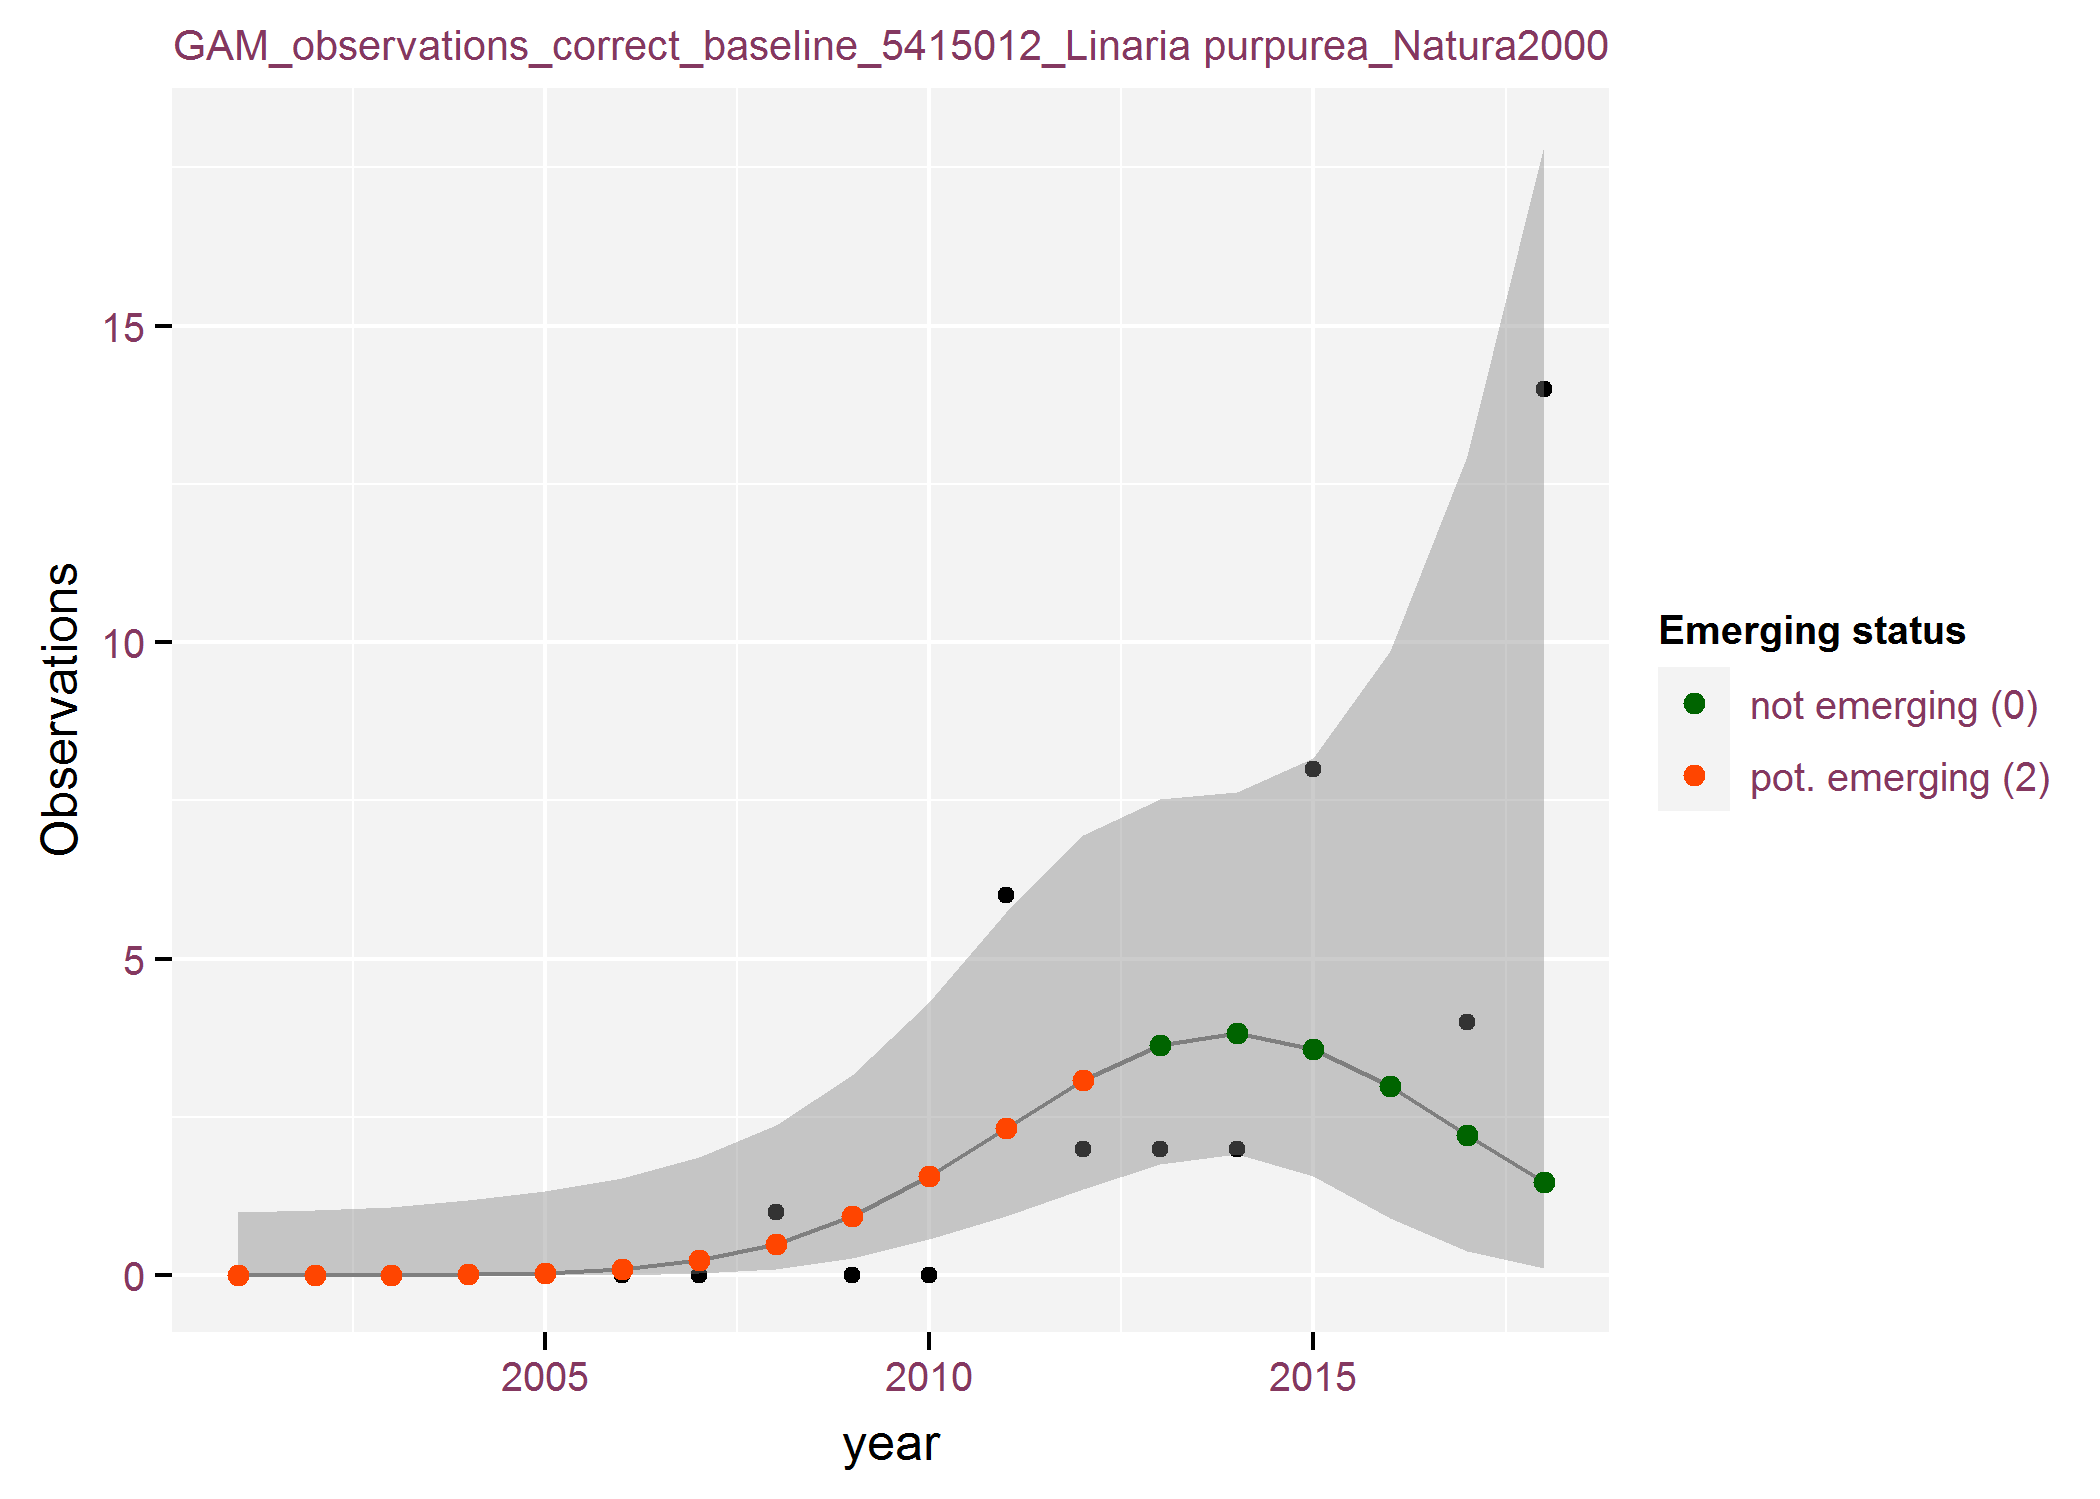 GAM_observations_correct_baseline_5415012_Linaria purpurea_Natura2000
Observations
15
10
5
0
2005
2010
2015
year
Emerging status
not emerging (0)
pot. emerging (2)